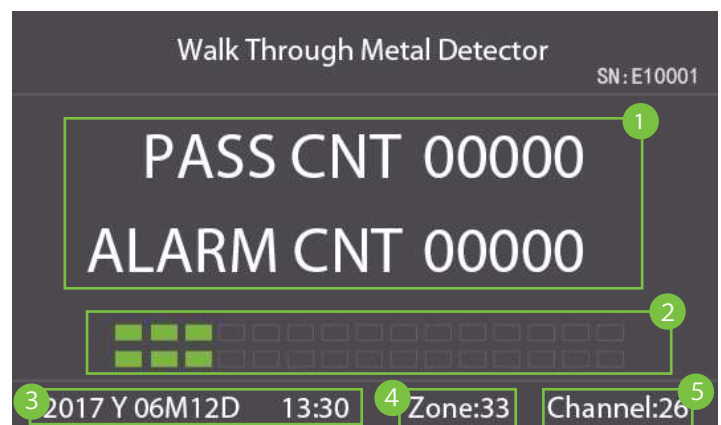 Walk Through Metal Detector
SN:E10001
1
PASS CNT 00000
ALARM CNT 00000
2
3 2017 Y 06M12D 13:30 4 Zone:33 5 Channel:26